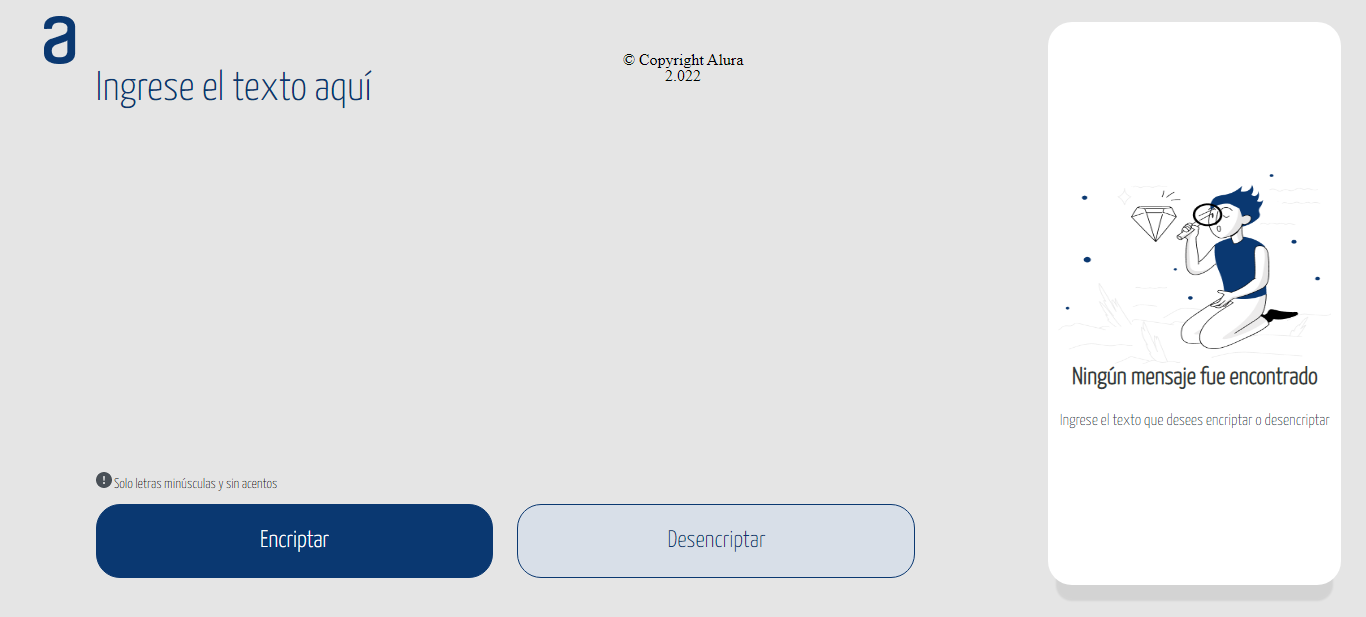 a
Ingrese el texto aquí
© Copyright Alura
2.022
Solo letras minúsculas y sin acentos
Encriptar
Desencriptar
Ningún mensaje fue encontrado
Ingrese el texto que desees encriptar o desencriptar